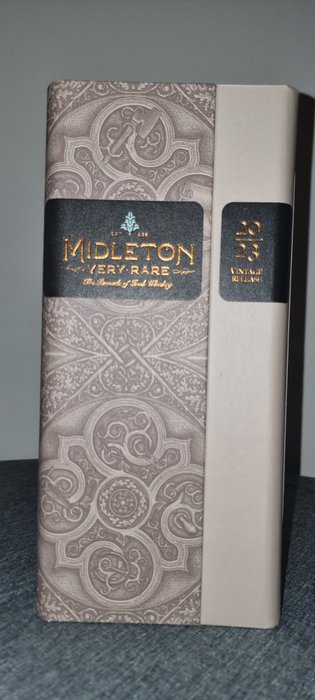 MIDLETON
VERY RARE
The Pinnacle of Irish Whiskey
20
23
VINTAGE
RELEASE